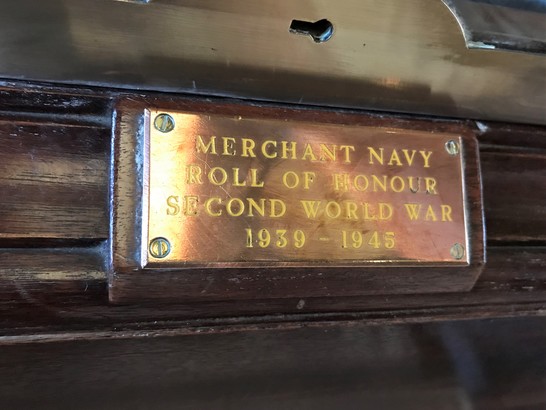 MERCHANT NAVY
ROLL OF HONOUR
SECOND WORLD WAR
1939 - 1945